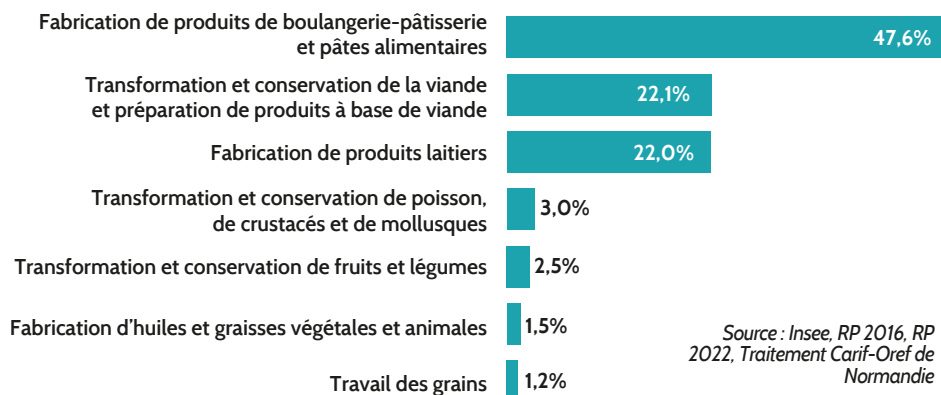 Fabrication de produits de boulangerie-pâtisserie
et pâtes alimentaires
47,6%
Transformation et conservation de la viande
et préparation de produits à base de viande
22,1%
Fabrication de produits laitiers
22,0%
Transformation et conservation de poisson,
de crustacés et de mollusques
3,0%
Transformation et conservation de fruits et légumes
2,5%
Fabrication d’huiles et graisses végétales et animales
1,5%
Travail des grains
1,2%
Source : Insee, RP 2016, RP
2022, Traitement Carif-Oref de
Normandie